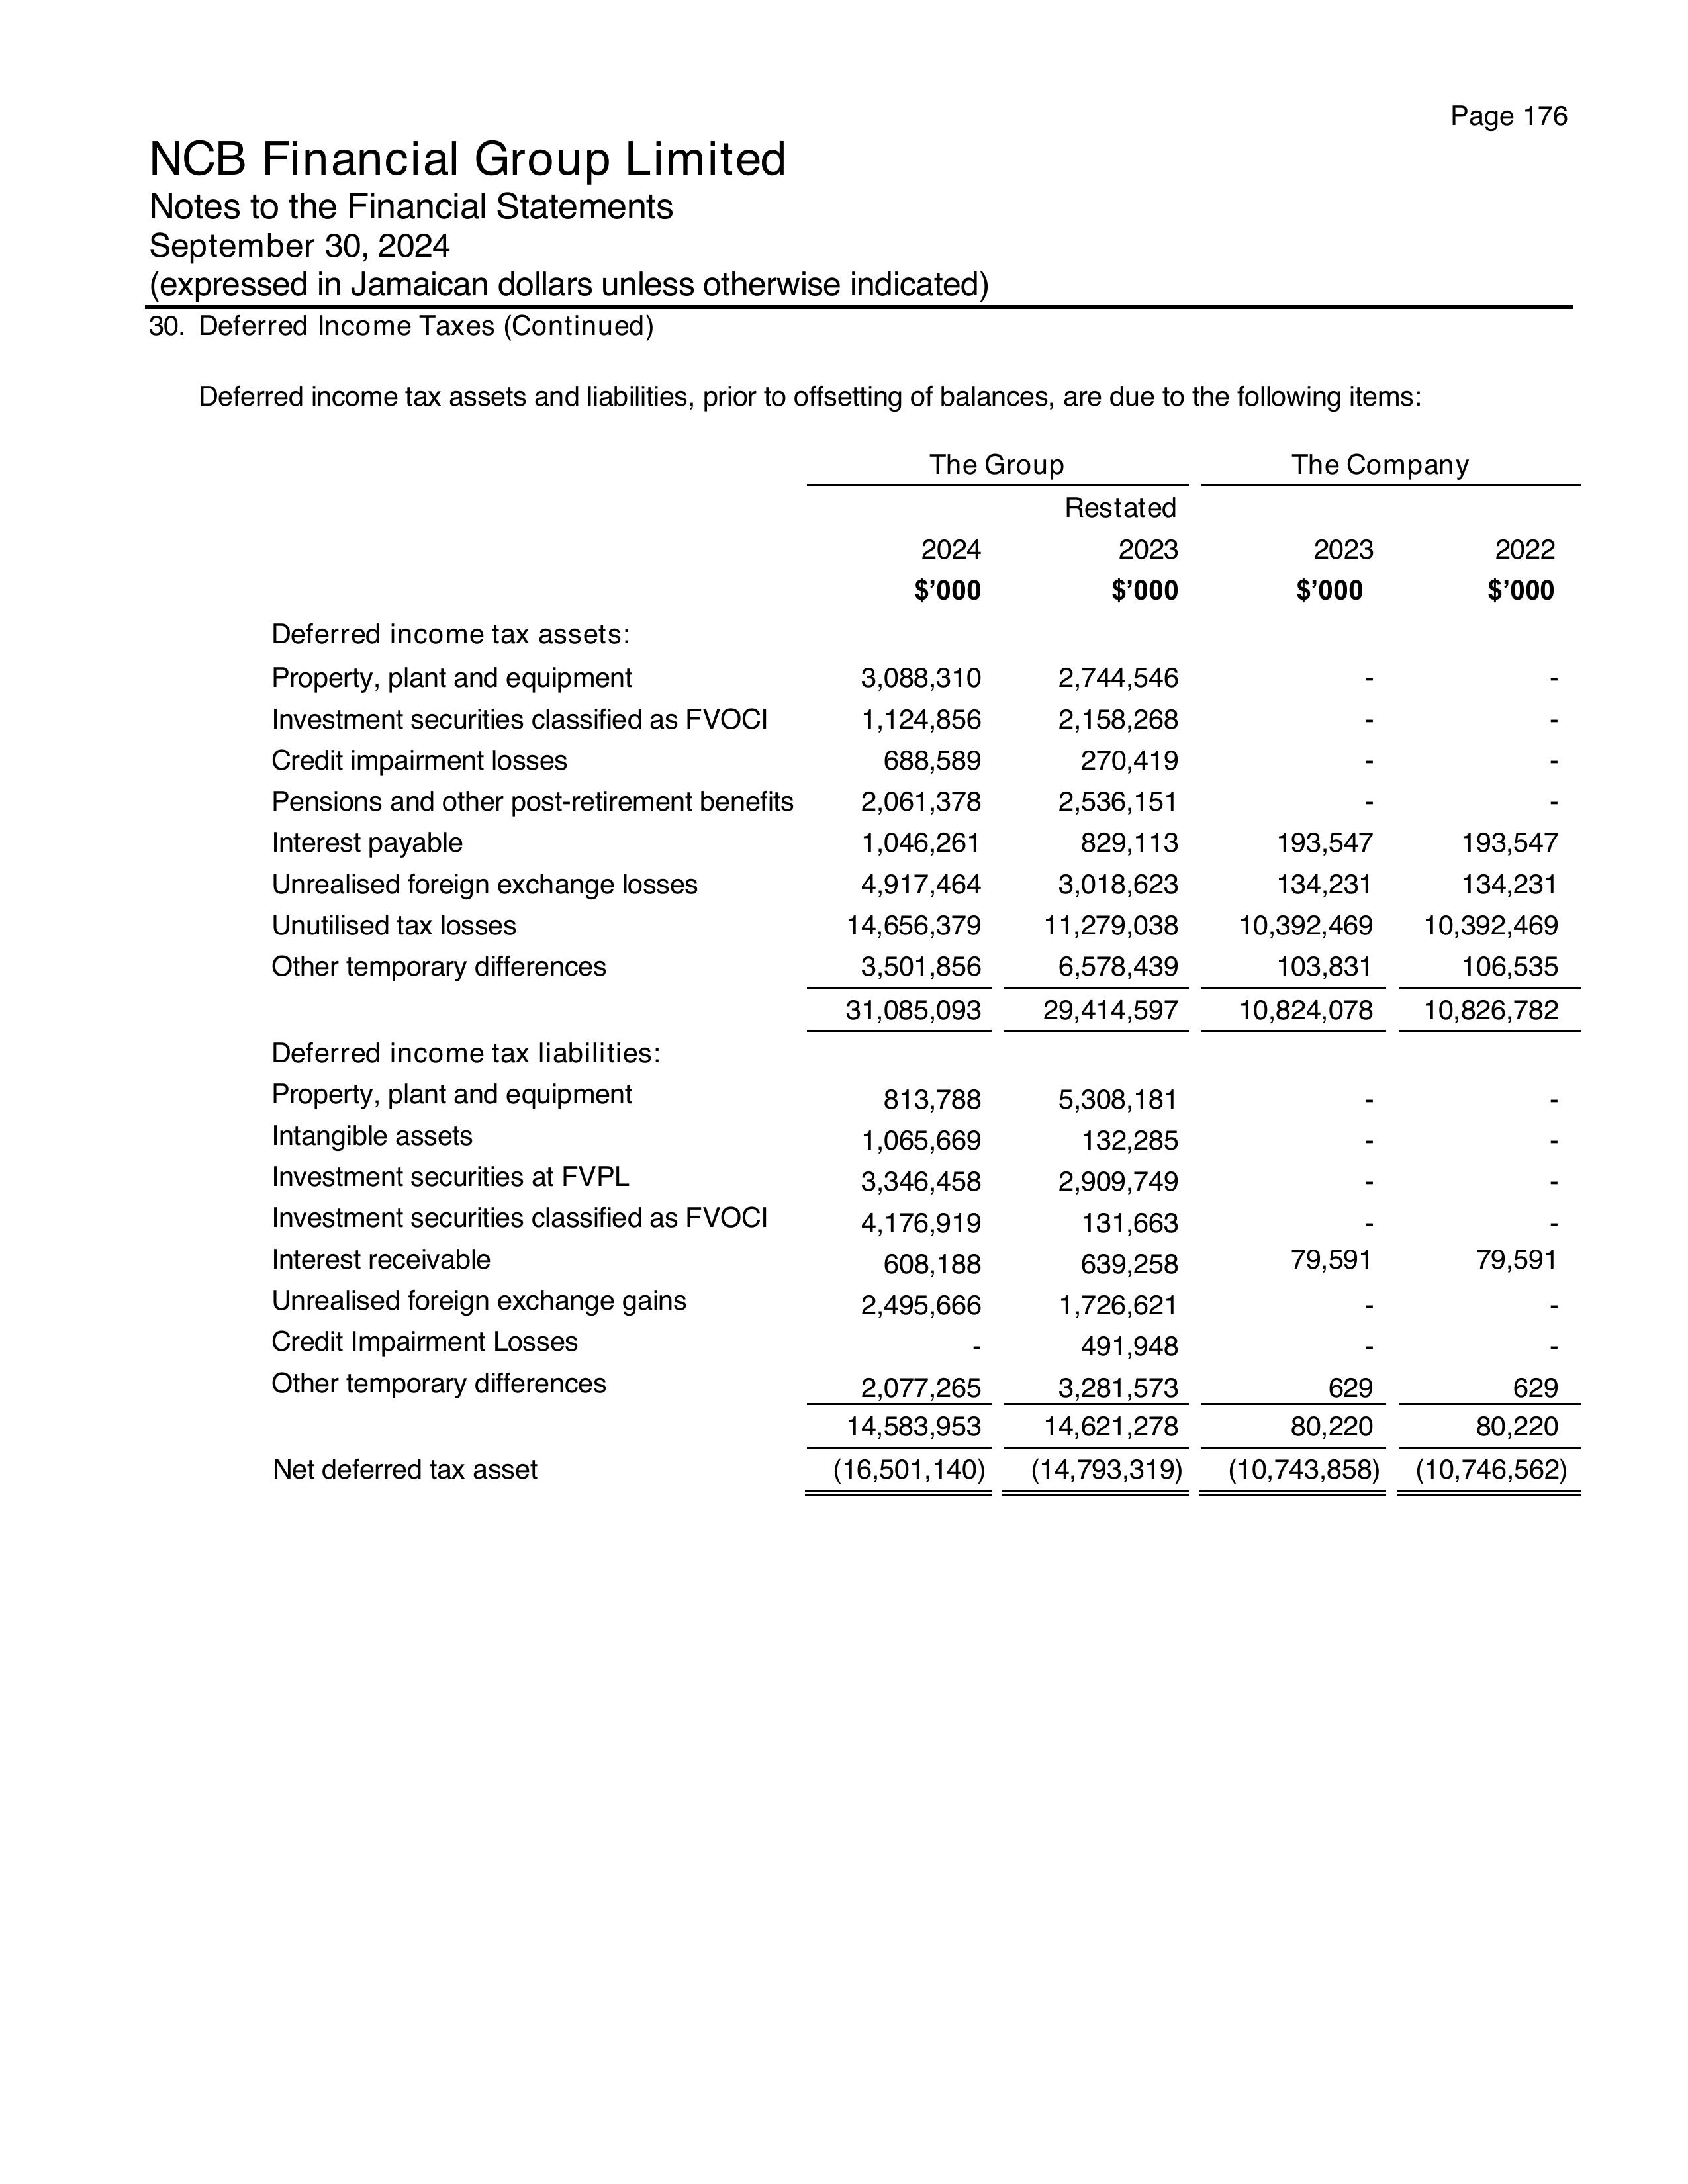 Page 176
NCB Financial Group Limited
Notes to the Financial Statements
September 30, 2024
(expressed in Jamaican dollars unless otherwise indicated)
30. Deferred Income Taxes (Continued)
Deferred income tax assets and liabilities, prior to offsetting of balances, are due to the following items:
The Group The Company
Restated
2024 2023 2023 2022
$’000 $’000 $’000 $’000
Deferred income tax assets:
Property, plant and equipment 3,088,310 2,744,546 - -
Investment securities classified as FVOCI 1,124,856 2,158,268 - -
Credit impairment losses 688,589 270,419 - -
Pensions and other post-retirement benefits 2,061,378 2,536,151 - -
Interest payable 1,046,261 829,113 193,547 193,547
Unrealised foreign exchange losses 4,917,464 3,018,623 134,231 134,231
Unutilised tax losses 14,656,379 11,279,038 10,392,469 10,392,469
Other temporary differences 3,501,856 6,578,439 103,831 106,535
31,085,093 29,414,597 10,824,078 10,826,782
Deferred income tax liabilities:
Property, plant and equipment 813,788 5,308,181 - -
Intangible assets 1,065,669 132,285 - -
Investment securities at FVPL 3,346,458 2,909,749 - -
Investment securities classified as FVOCI 4,176,919 131,663 - -
Interest receivable 608,188 639,258 79,591 79,591
Unrealised foreign exchange gains 2,495,666 1,726,621 - -
Credit Impairment Losses - 491,948 - -
Other temporary differences 2,077,265 3,281,573 629 629
14,583,953 14,621,278 80,220 80,220
Net deferred tax asset (16,501,140) (14,793,319) (10,743,858) (10,746,562)